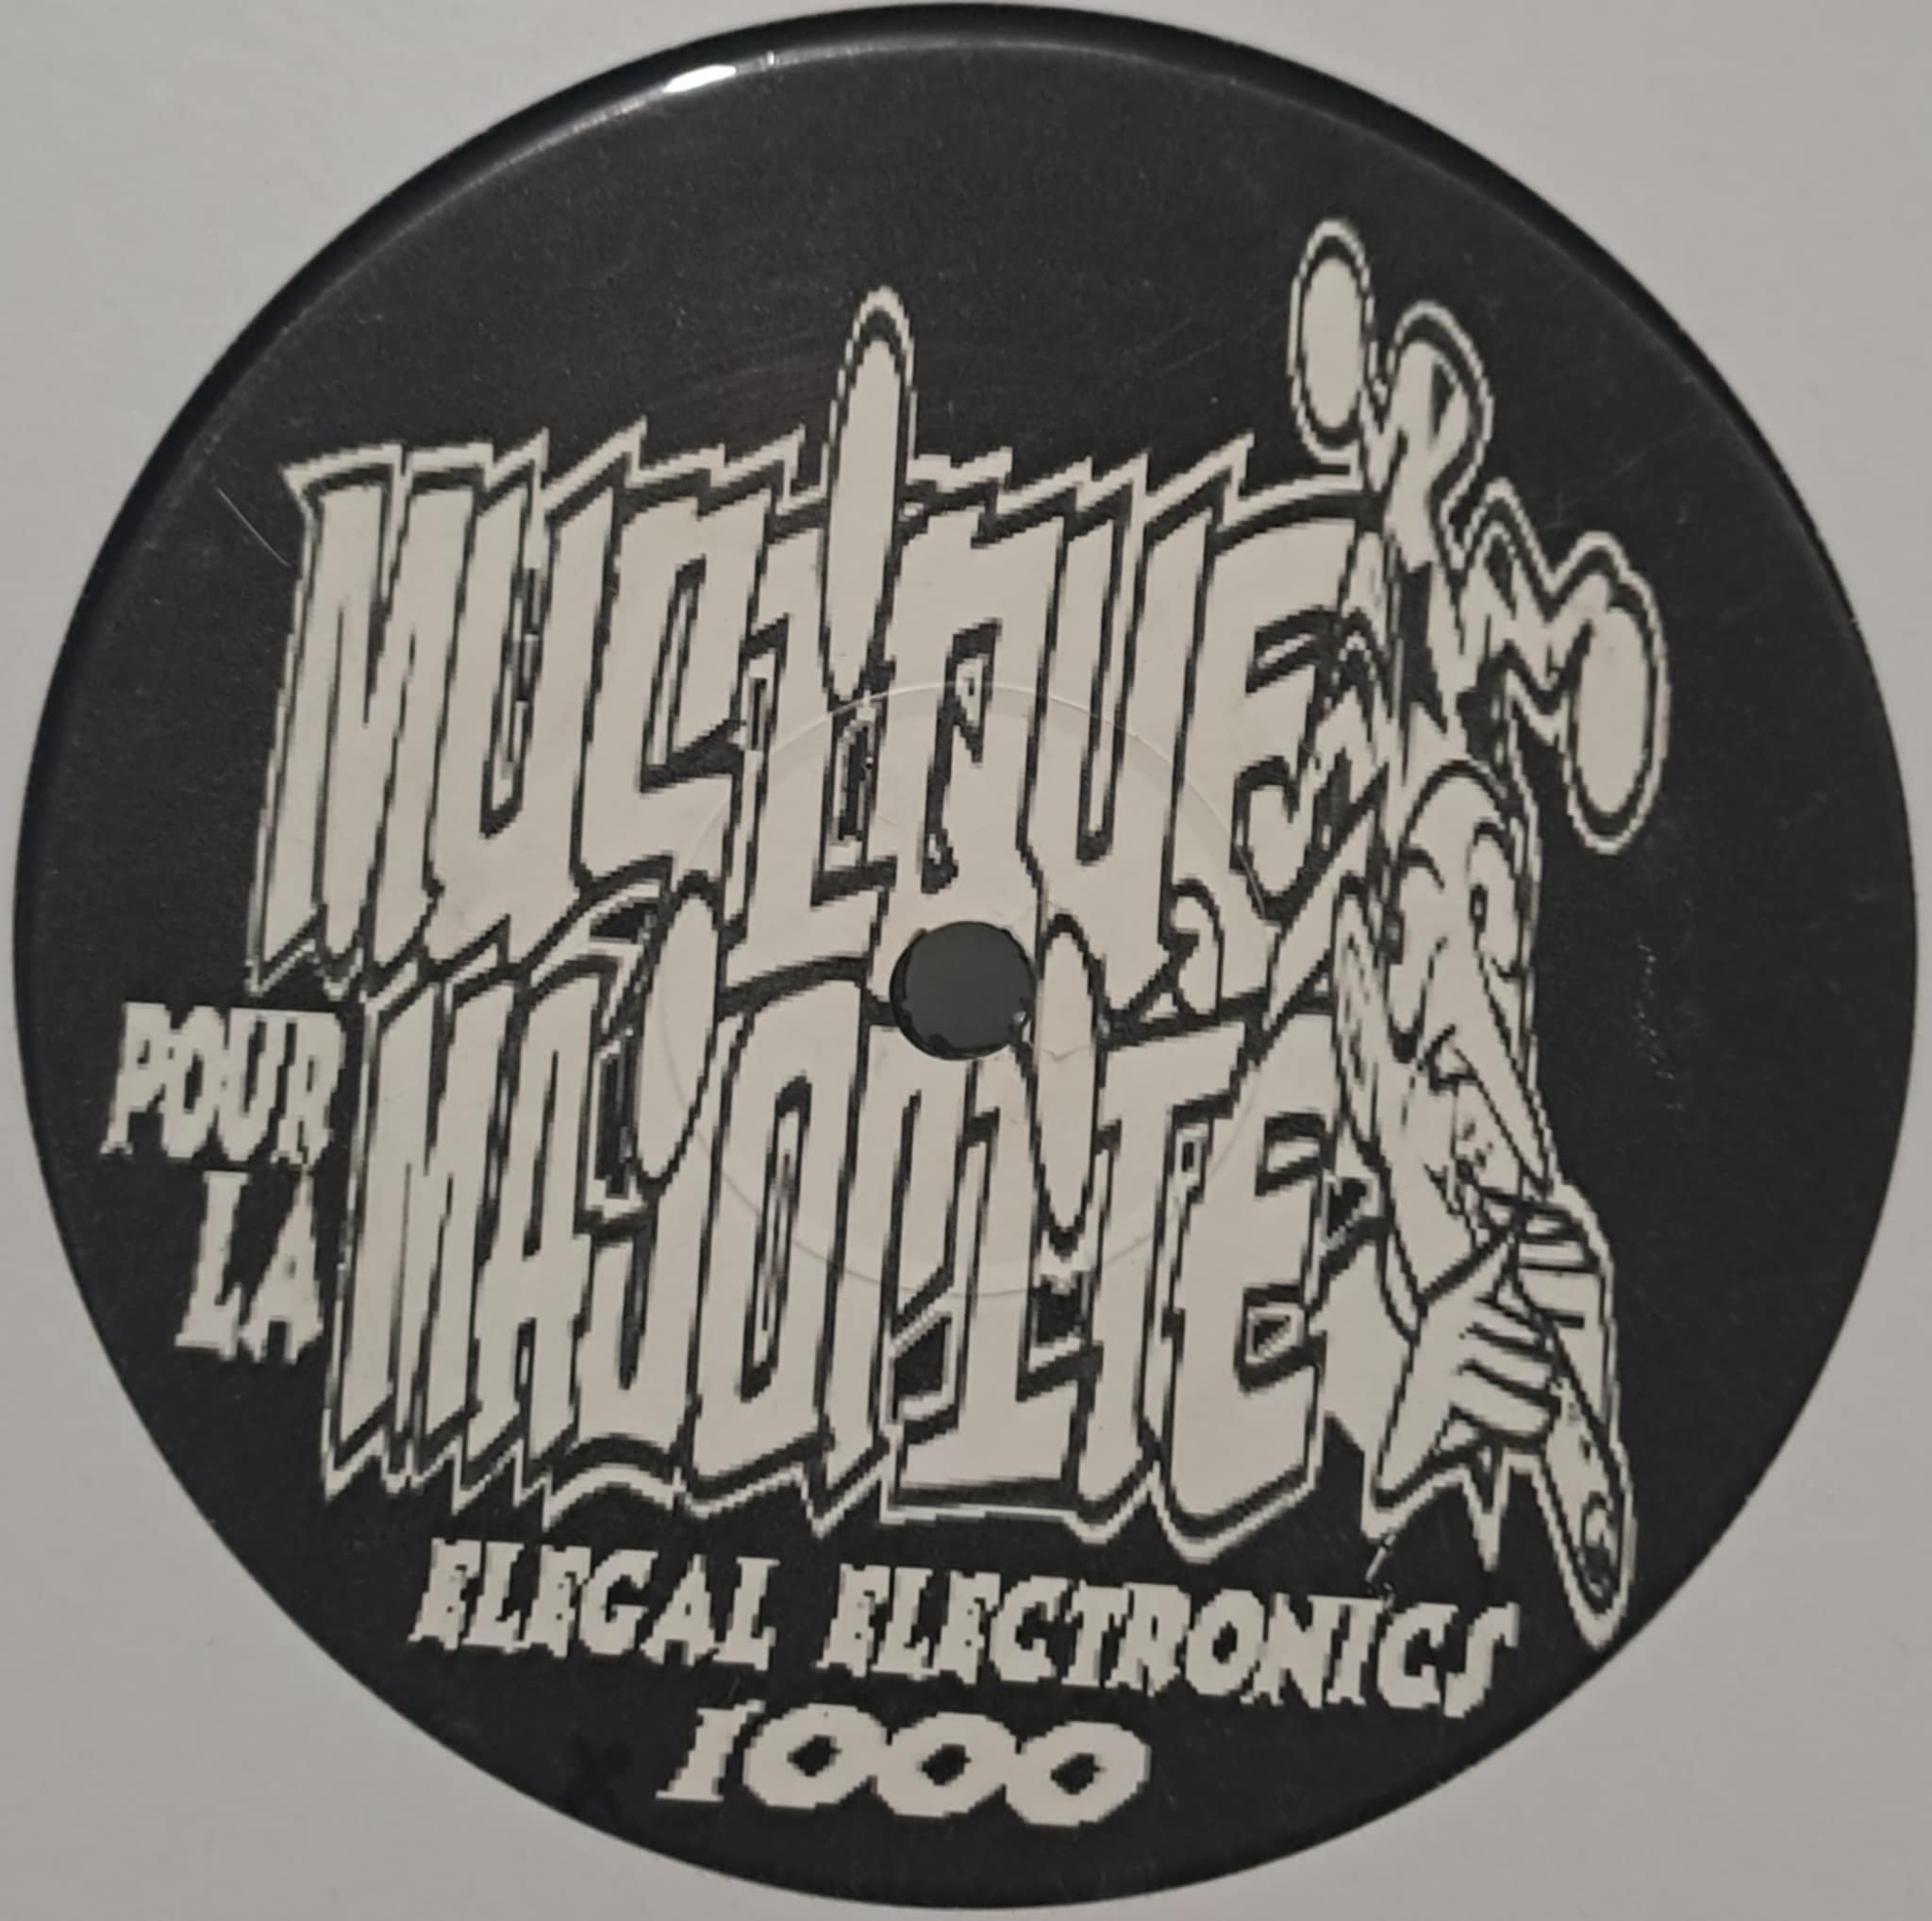 MUSIQUE
POUR
LA
MAJORITE
ELEGAL ELECTRONICS
1000